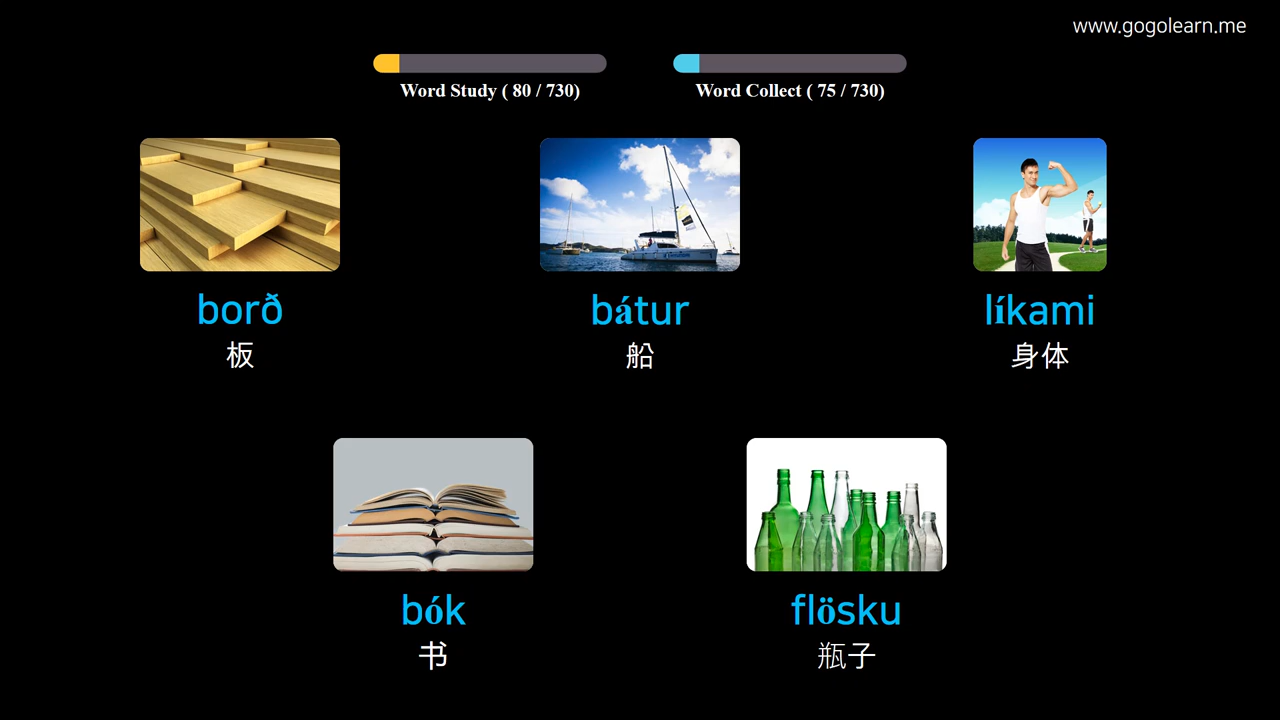 www.gogolearn.me
Word Study ( 80 / 730)
Word Collect ( 75 / 730)
borð
板
bátur
船
líkami
身体
bók
书
flösku
瓶子